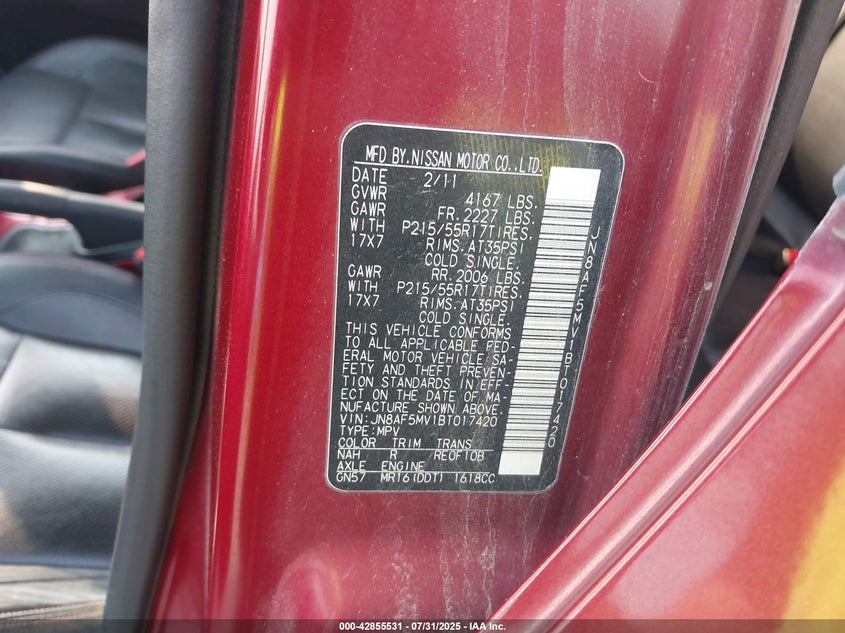 MFD BY.NISSAN MOTOR CO.,LTD.
DATE 2/11
GVWR 4167 LBS.
GAWR FR. 2227 LBS.
WITH P215/55R17TIRES.
17X7 RIMS. AT35PSI
COLD SINGLE.
GAWR RR. 2006 LBS.
WITH P215/55R17TIRES.
17X7 RIMS. AT35PSI
COLD SINGLE.
THIS VEHICLE CONFORMS
TO ALL APPLICABLE FED-
ERAL MOTOR VEHICLE SA-
FETY AND THEFT PREVEN-
TION STANDARDS IN EFF-
ECT ON THE DATE OF MA-
NUFACTURE SHOWN ABOVE.
VIN: JN8AF5MV1BT017420
TYPE: MPV
COLOR TRIM TRANS
NAH R RE0F10B
AXLE ENGINE
GN57 MR16(DDT) 1618CC
JN8AF5MV1BT017420
000-42855531 - 07/31/2025 - IAAI.com